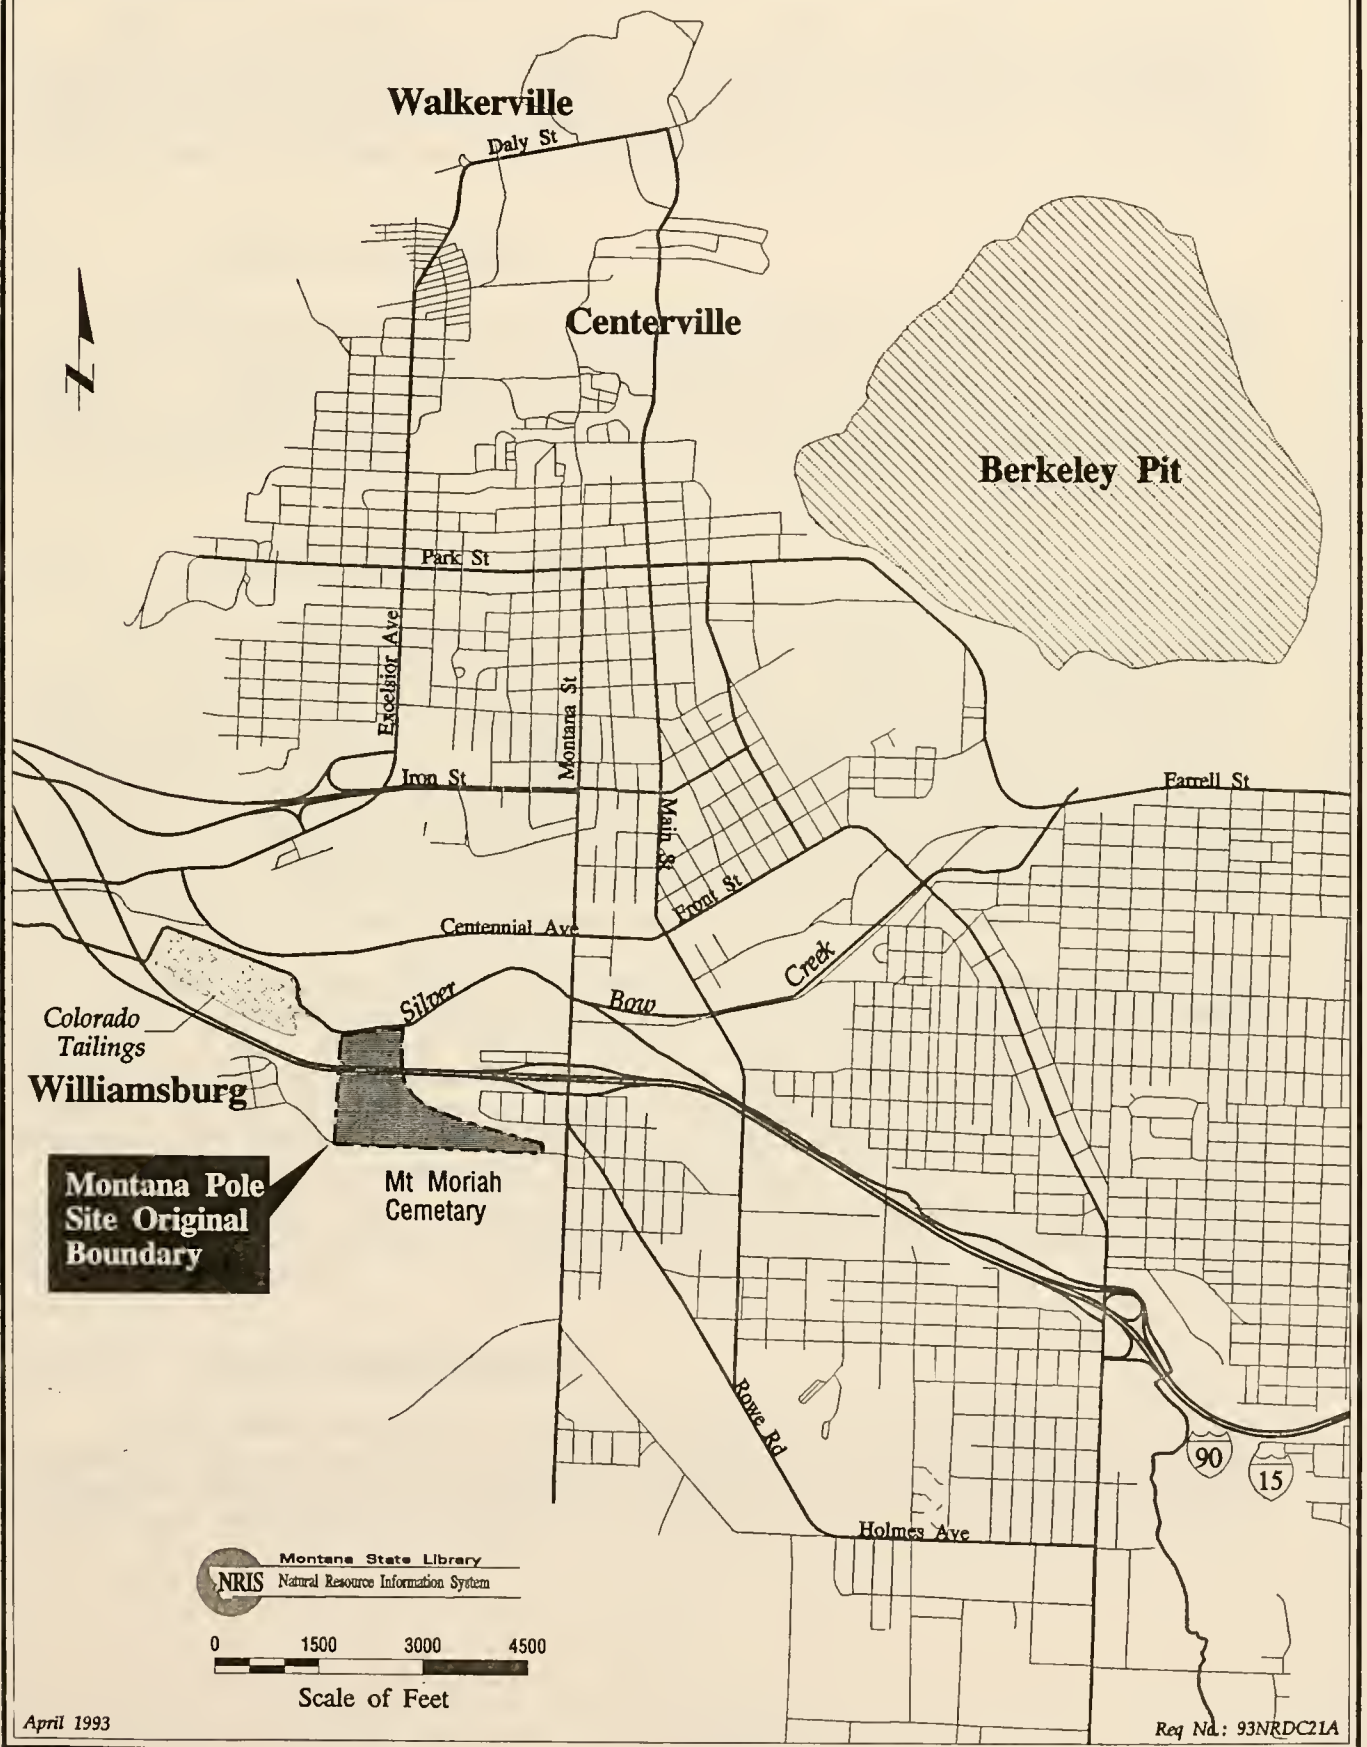 Walkerville
Daly St
Centerville
N
Berkeley Pit
Park St
Excelsior Ave
Montana St
Iron St
Farrell St
Main St
Front St
Centennial Ave
Creek
Silver
Bow
Colorado
Tailings
Williamsburg
Montana Pole
Site Original
Boundary
Mt Moriah
Cemetary
Rowe Rd
90
15
Holmes Ave
Montana State Library
NRIS Natural Resource Information System
0 1500 3000 4500
Scale of Feet
April 1993
Req No.: 93NRDC21A